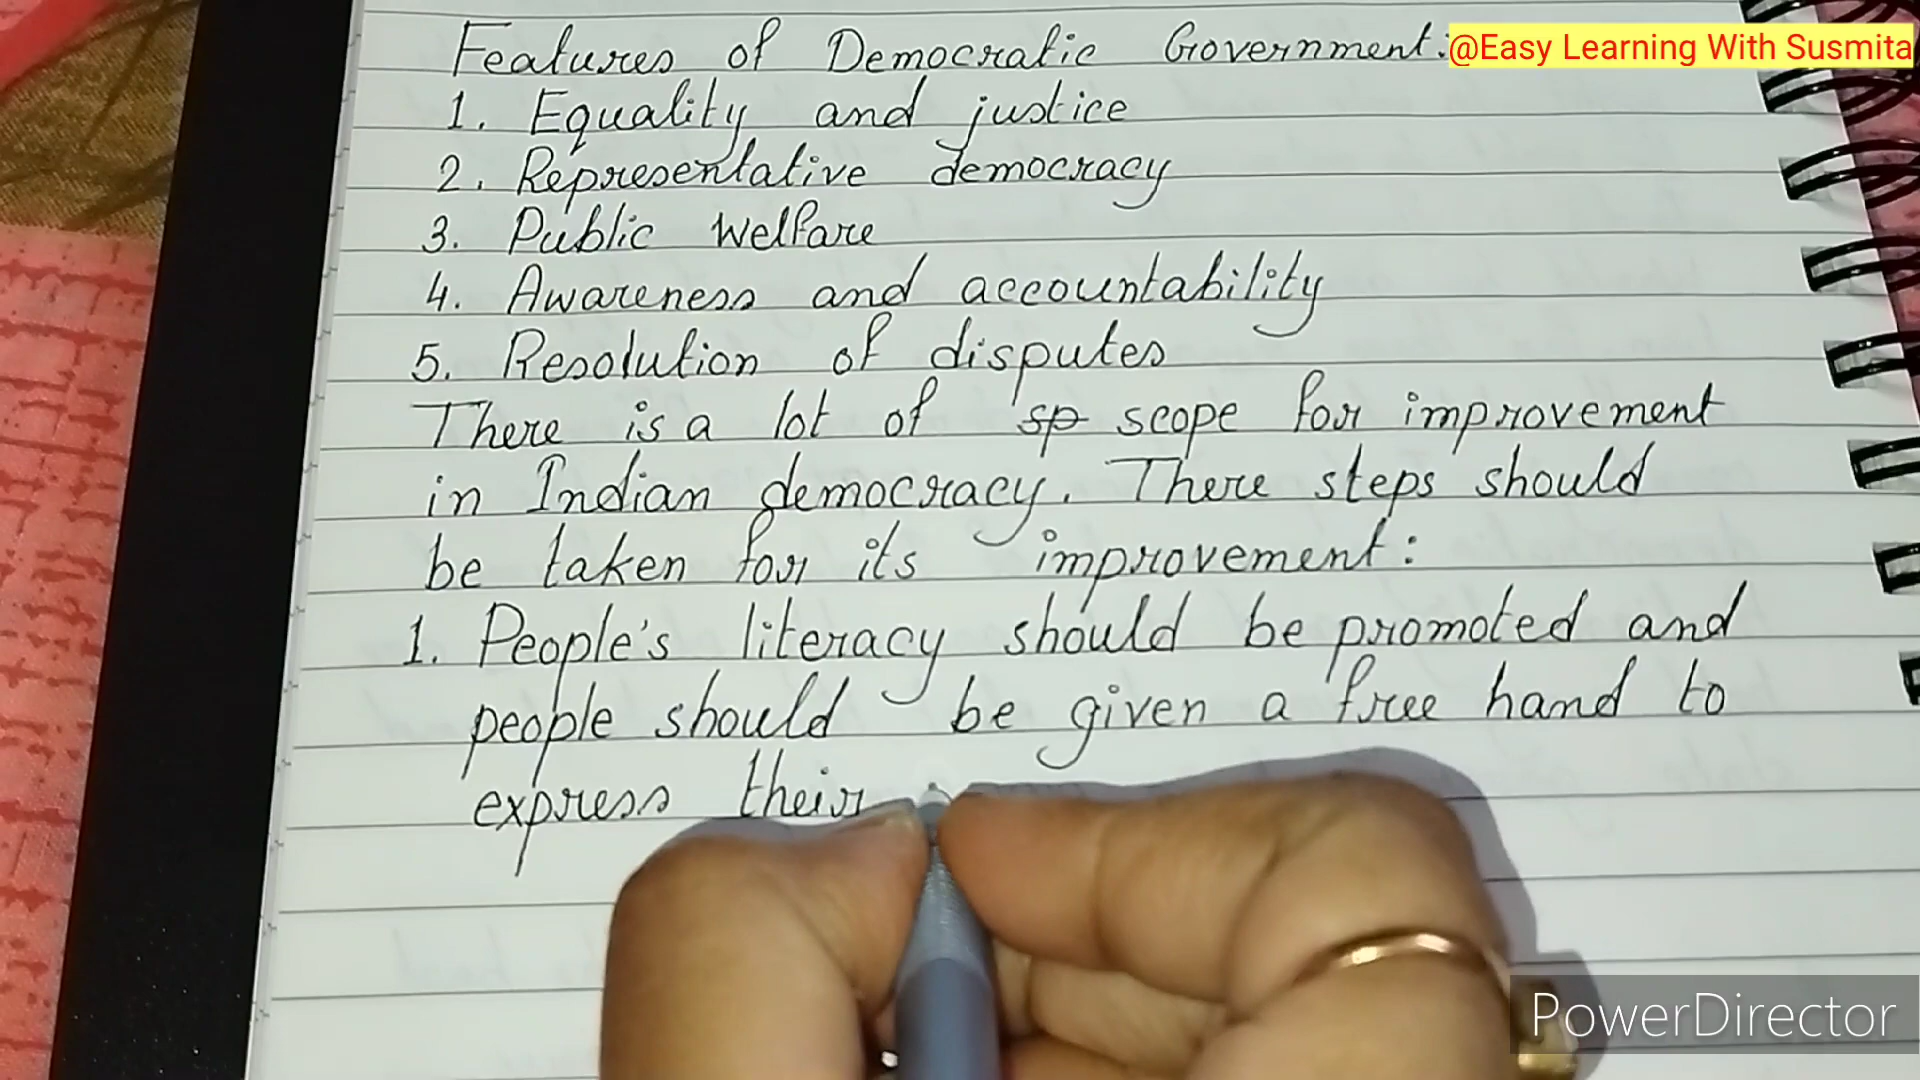 Features of Democratic Government:
@Easy Learning With Susmita
1. Equality and justice
2. Representative democracy
3. Public Welfare
4. Awareness and accountability
5. Resolution of disputes
There is a lot of sp scope for improvement
in Indian democracy. There steps should
be taken for its improvement:
1. People's literacy should be promoted and
people should be given a free hand to
express their
PowerDirector